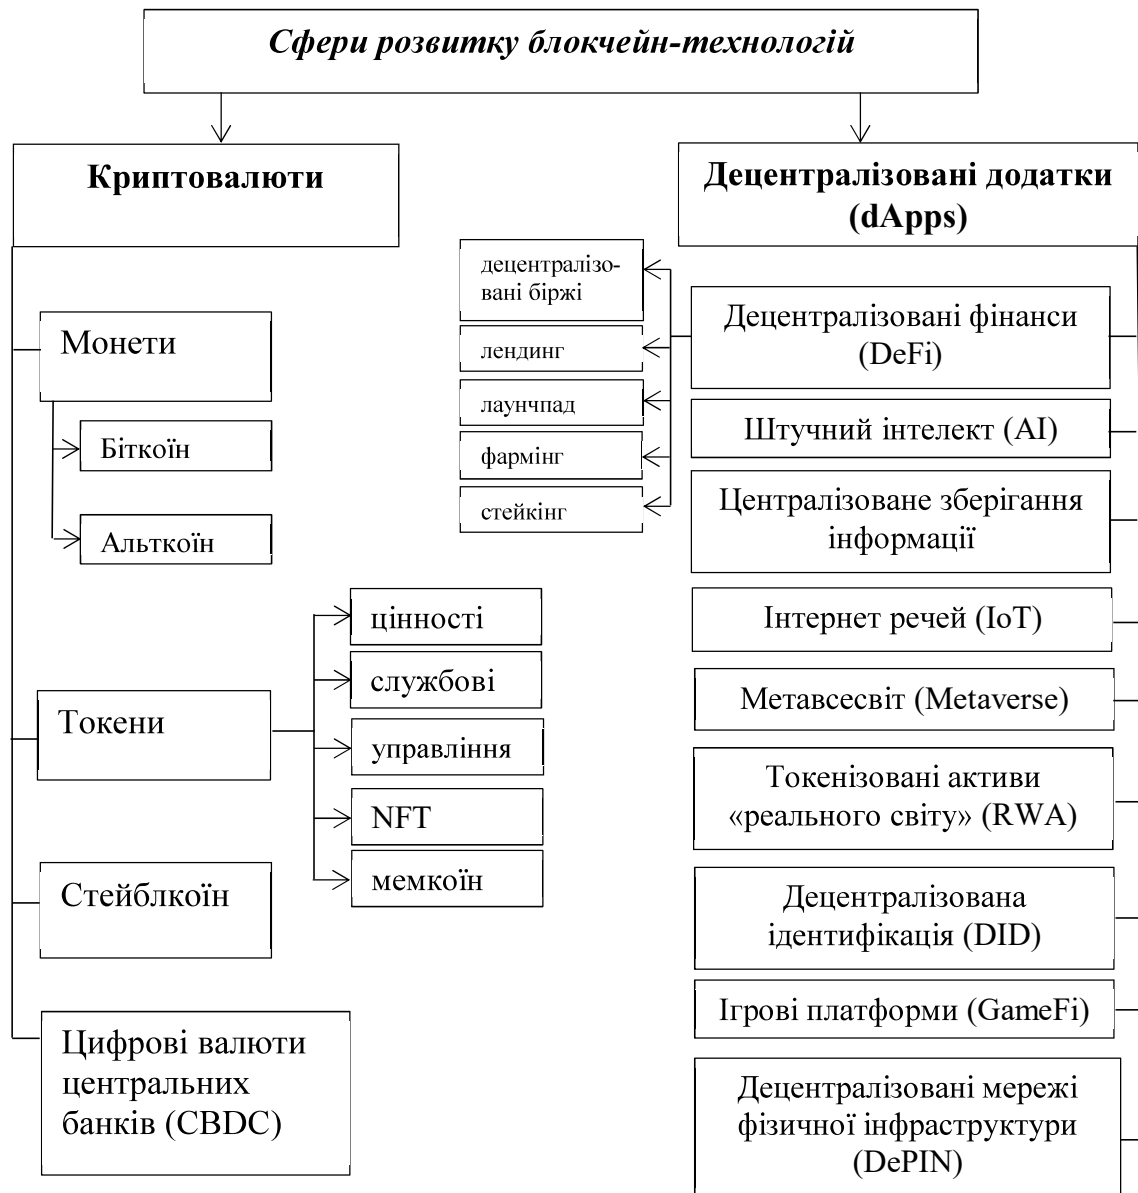 Сфери розвитку блокчейн-технологій
Криптовалюти
Монети
Біткоїн
Альткоїн
Токени
цінності
службові
управління
NFT
мемкоїн
Стейблкоїн
Цифрові валюти
центральних
банків (CBDC)
Децентралізовані додатки
(dApps)
Децентралізовані фінанси
(DeFi)
децентралізо-
вані біржі
лендинг
лаунчпад
фармінг
стейкінг
Штучний інтелект (AI)
Централізоване зберігання
інформації
Інтернет речей (IoT)
Метавсесвіт (Metaverse)
Токенізовані активи
«реального світу» (RWA)
Децентралізована
ідентифікація (DID)
Ігрові платформи (GameFi)
Децентралізовані мережі
фізичної інфраструктури
(DePIN)